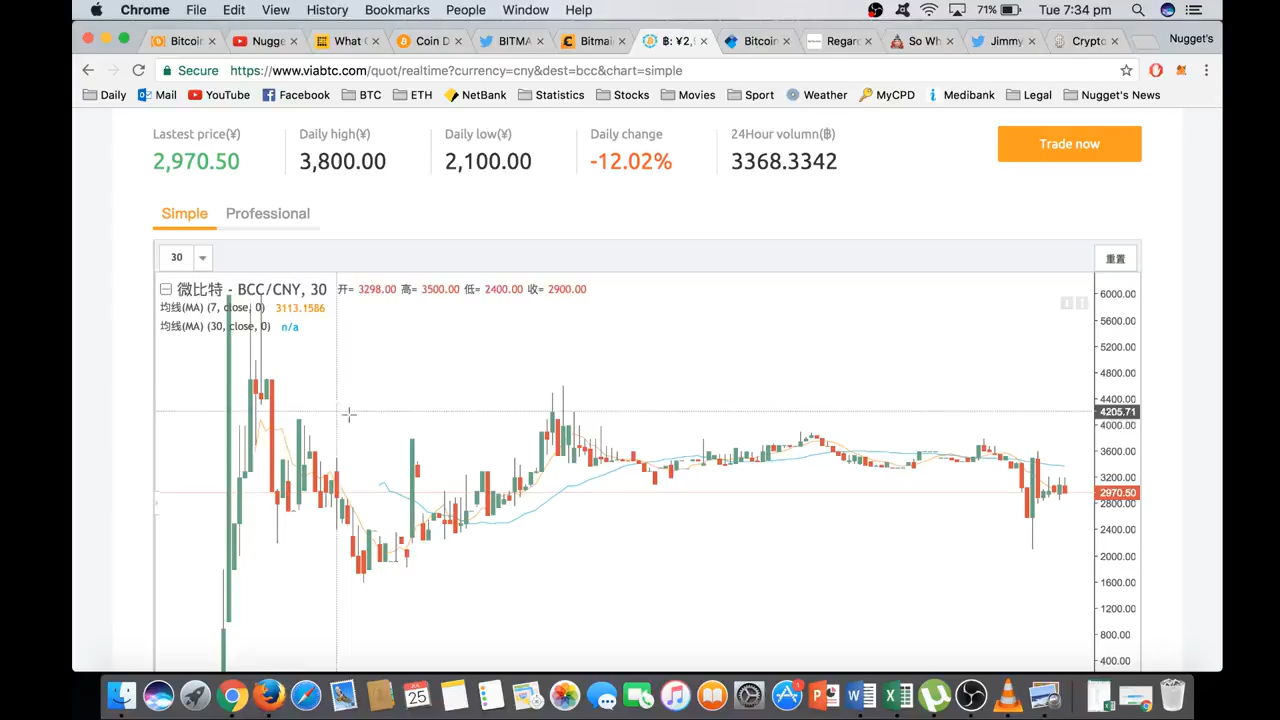 Chrome File Edit View History Bookmarks People Window Help 71% Tue 7:34 pm
Bitcoin Nugge What Coin D BITMA Bitmai ฿: ¥2, Bitcoin Regar So Wh Jimmy Crypto Nugget's
Secure https://www.viabtc.com/quot/realtime?currency=cny&dest=bcc&chart=simple
Daily Mail YouTube Facebook BTC ETH NetBank Statistics Stocks Movies Sport Weather MyCPD Medibank Legal Nugget's News
Lastest price(¥) Daily high(¥) Daily low(¥) Daily change 24Hour volumn(฿)
2,970.50 3,800.00 2,100.00 -12.02% 3368.3342
Trade now
Simple Professional
30 重置
微比特 - BCC/CNY, 30 开= 3298.00 高= 3500.00 低= 2400.00 收= 2900.00
均线(MA) (7, close, 0) 3113.1586
均线(MA) (30, close, 0) n/a
6000.00
5600.00
5200.00
4800.00
4400.00
4205.71
4000.00
3600.00
3200.00
2970.50
2800.00
2400.00
2000.00
1600.00
1200.00
800.00
400.00
JUL
25